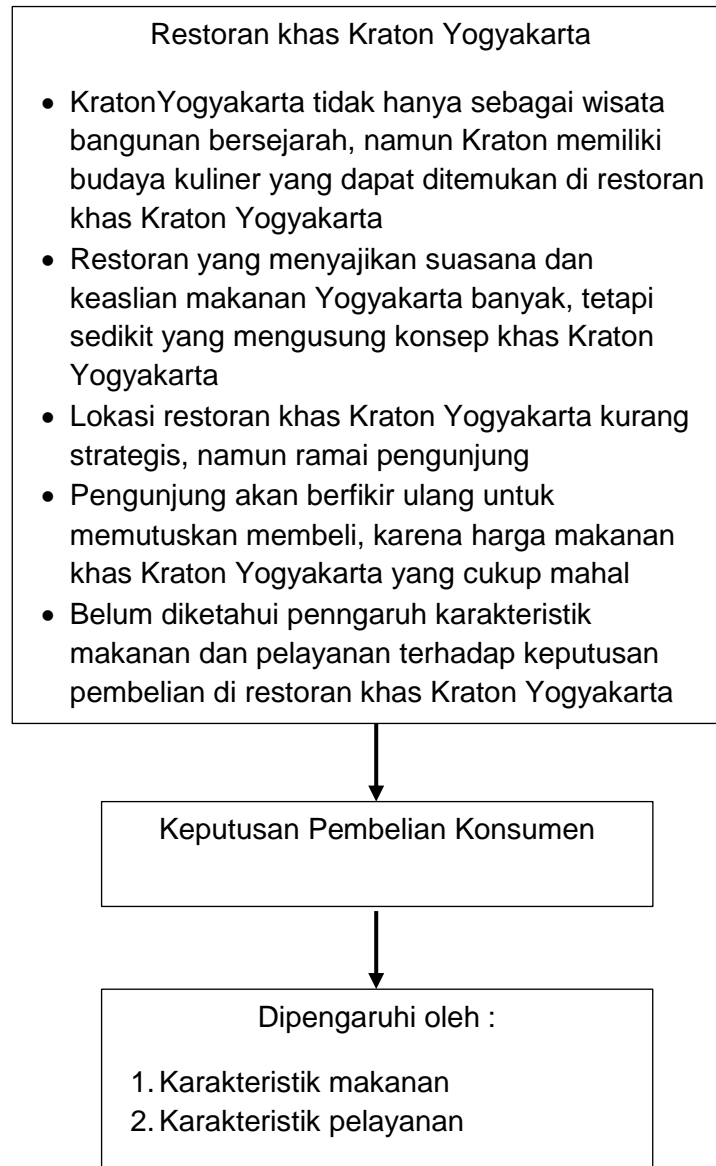 Restoran khas Kraton Yogyakarta
• KratonYogyakarta tidak hanya sebagai wisata
bangunan bersejarah, namun Kraton memiliki
budaya kuliner yang dapat ditemukan di restoran
khas Kraton Yogyakarta
• Restoran yang menyajikan suasana dan
keaslian makanan Yogyakarta banyak, tetapi
sedikit yang mengusung konsep khas Kraton
Yogyakarta
• Lokasi restoran khas Kraton Yogyakarta kurang
strategis, namun ramai pengunjung
• Pengunjung akan berfikir ulang untuk
memutuskan membeli, karena harga makanan
khas Kraton Yogyakarta yang cukup mahal
• Belum diketahui penngaruh karakteristik
makanan dan pelayanan terhadap keputusan
pembelian di restoran khas Kraton Yogyakarta
Keputusan Pembelian Konsumen
Dipengaruhi oleh :
1. Karakteristik makanan
2. Karakteristik pelayanan